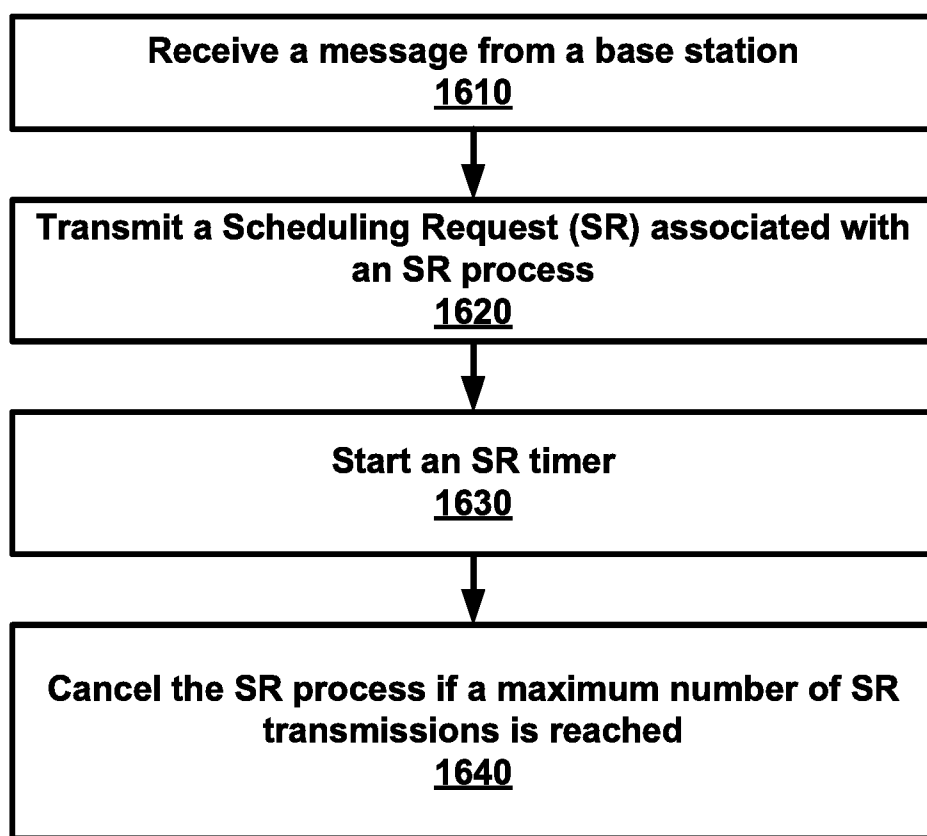 Receive a message from a base station
1610
Transmit a Scheduling Request (SR) associated with
an SR process
1620
Start an SR timer
1630
Cancel the SR process if a maximum number of SR
transmissions is reached
1640